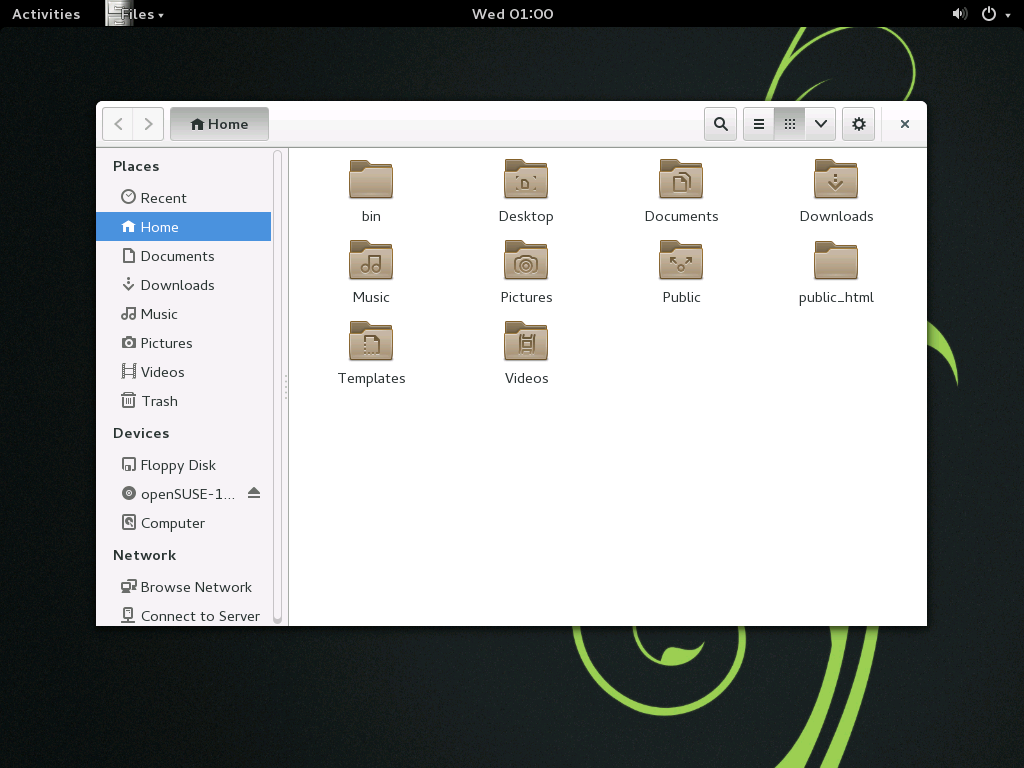 Activities Files Wed 01:00
Home
Places
Recent
Home
Documents
Downloads
Music
Pictures
Videos
Trash
Devices
Floppy Disk
openSUSE-1...
Computer
Network
Browse Network
Connect to Server
bin Desktop Documents Downloads
Music Pictures Public public_html
Templates Videos